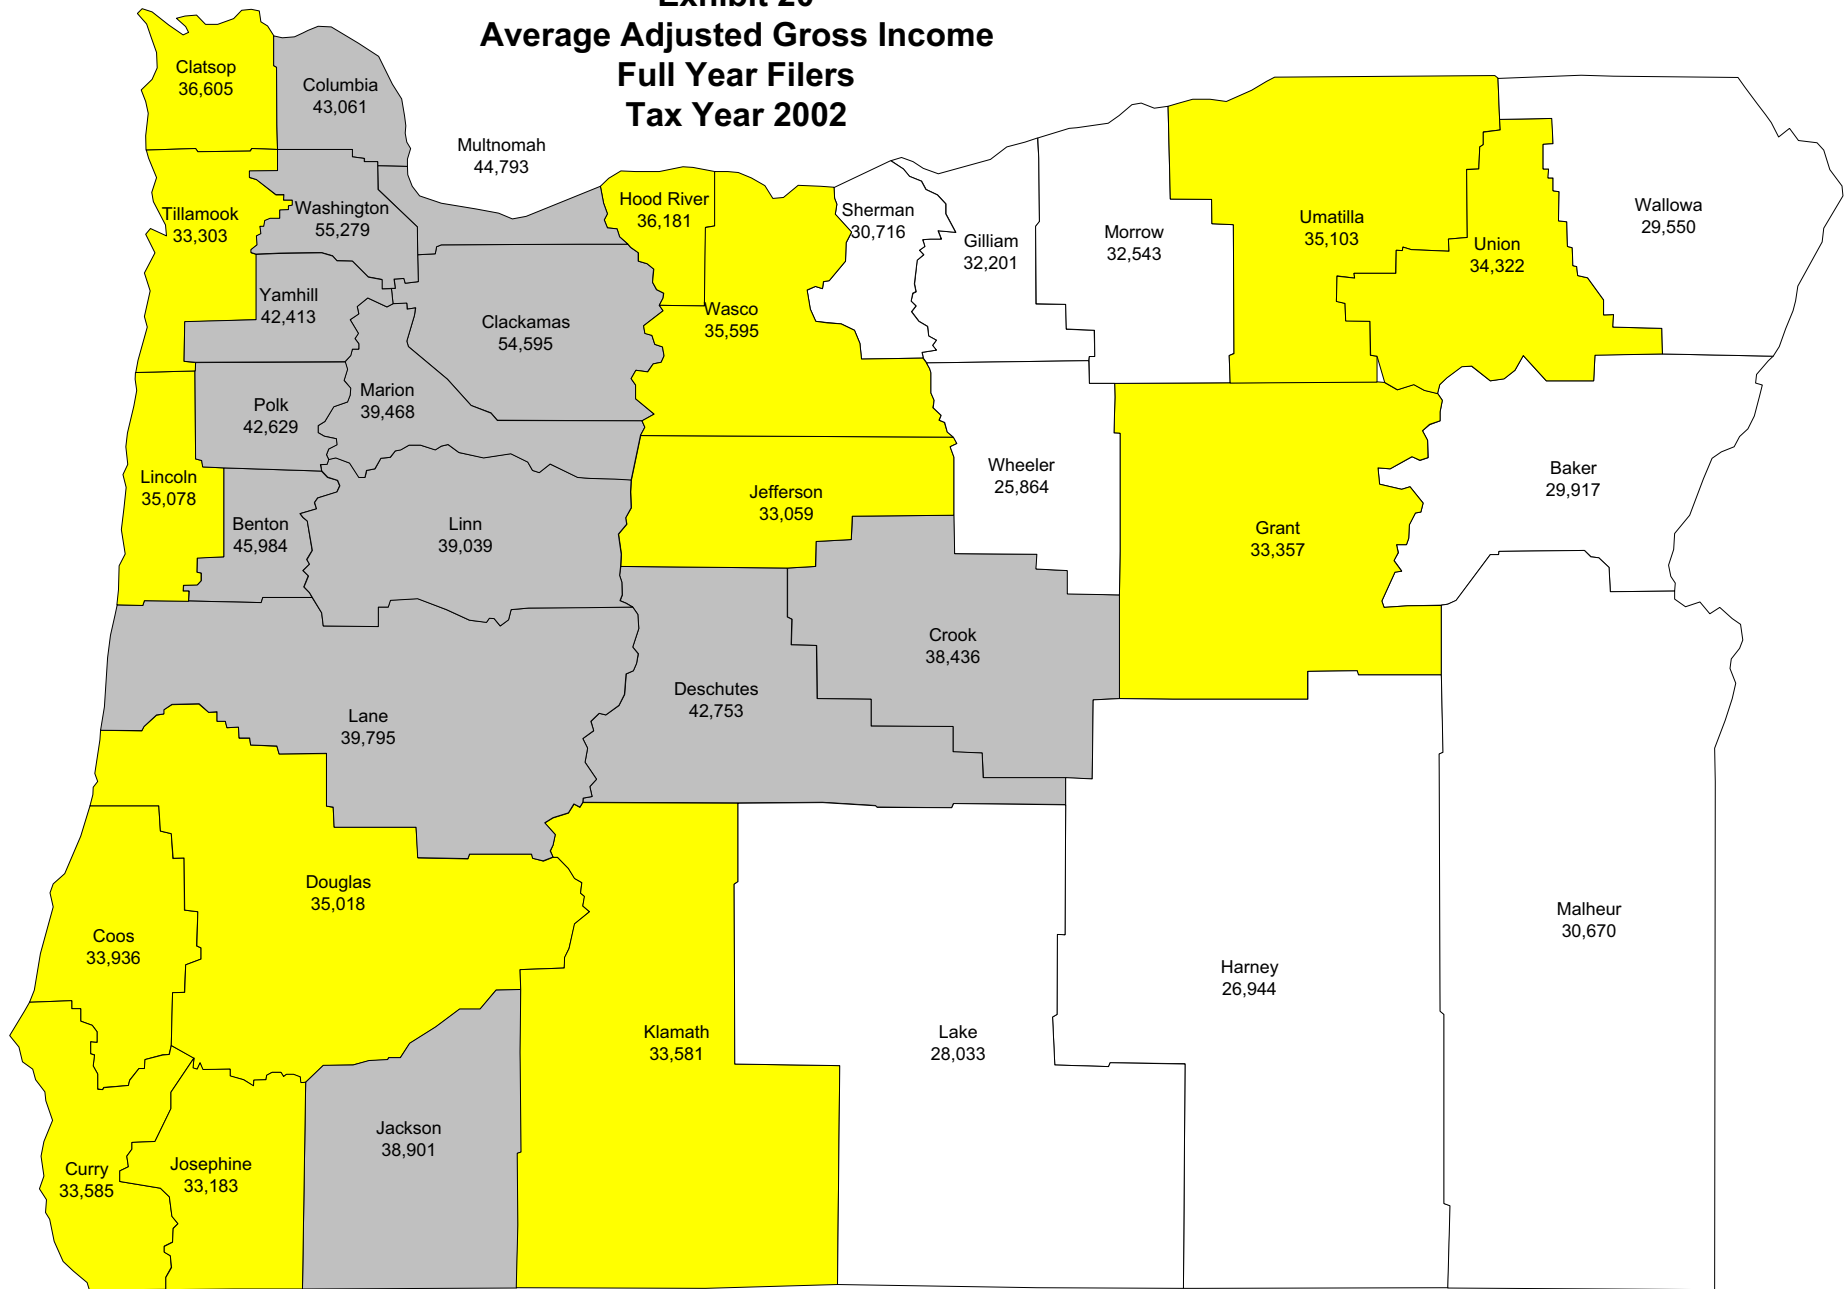 Exhibit 20
Average Adjusted Gross Income
Full Year Filers
Tax Year 2002
Clatsop
36,605
Columbia
43,061
Multnomah
44,793
Tillamook
33,303
Washington
55,279
Hood River
36,181
Sherman
30,716
Gilliam
32,201
Morrow
32,543
Umatilla
35,103
Union
34,322
Wallowa
29,550
Yamhill
42,413
Clackamas
54,595
Wasco
35,595
Polk
42,629
Marion
39,468
Lincoln
35,078
Benton
45,984
Linn
39,039
Jefferson
33,059
Wheeler
25,864
Grant
33,357
Baker
29,917
Lane
39,795
Deschutes
42,753
Crook
38,436
Douglas
35,018
Coos
33,936
Curry
33,585
Josephine
33,183
Jackson
38,901
Klamath
33,581
Lake
28,033
Harney
26,944
Malheur
30,670